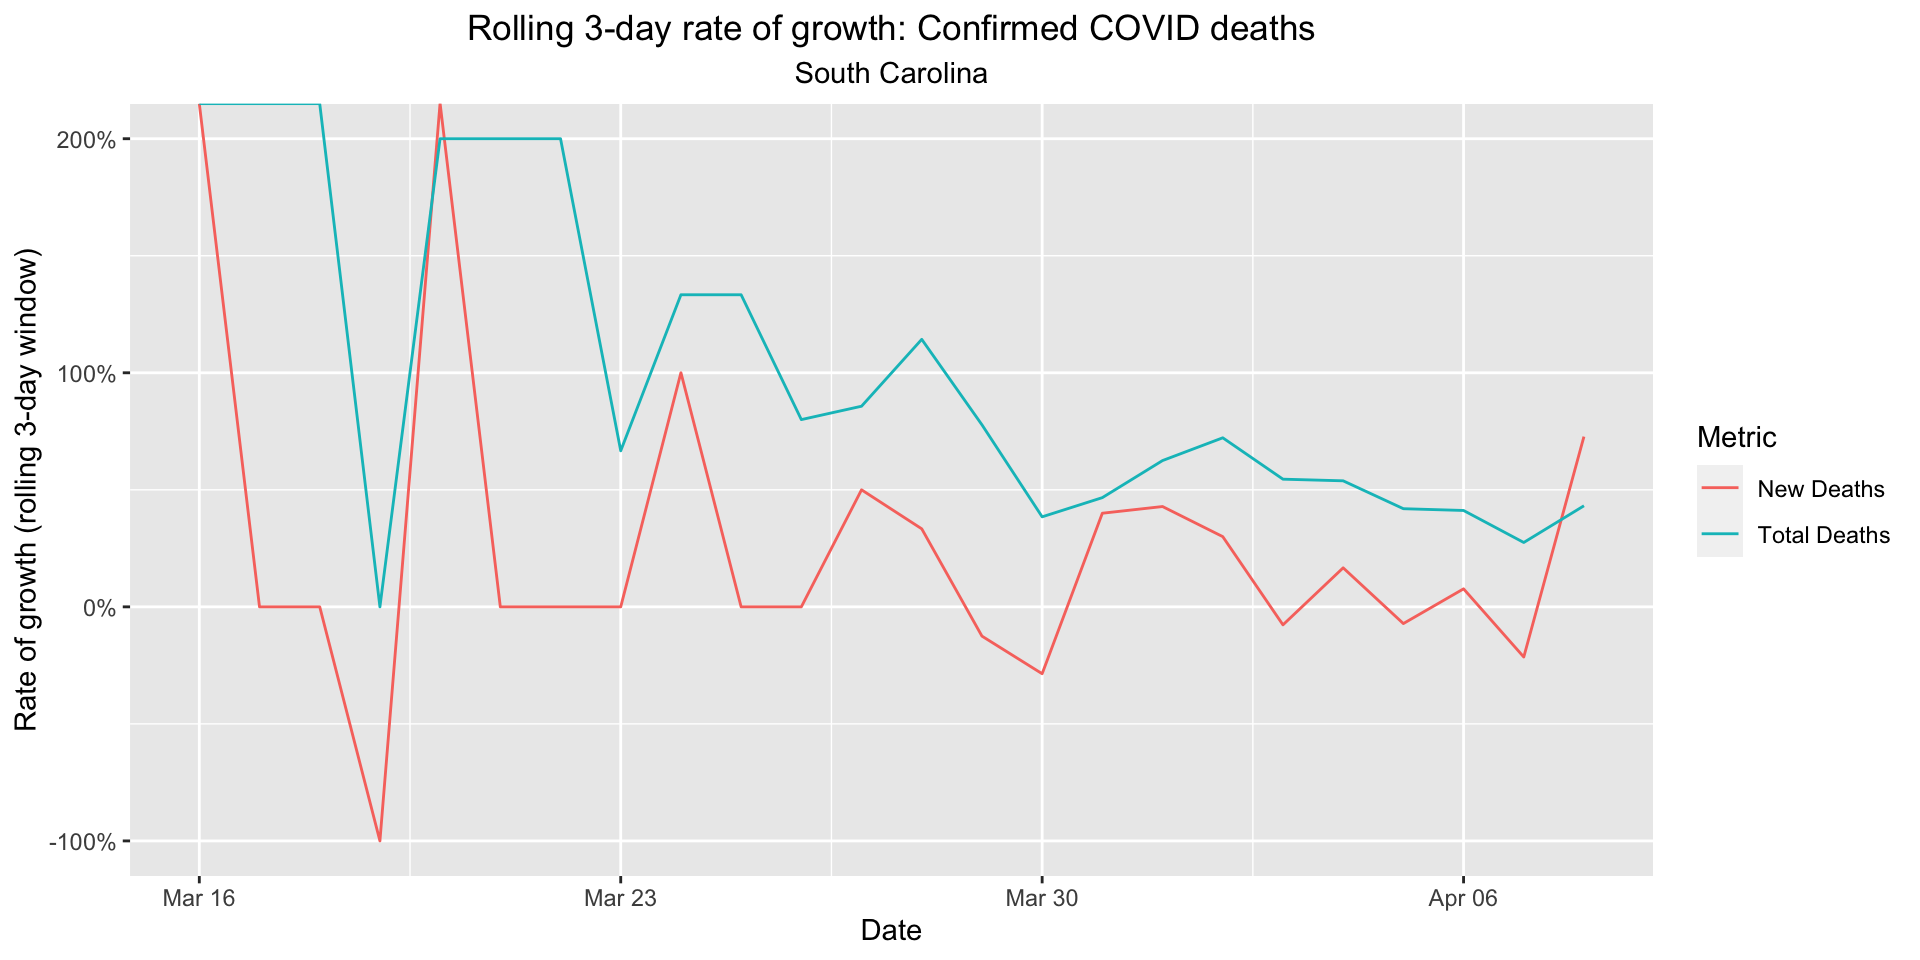 Rolling 3-day rate of growth: Confirmed COVID deaths
South Carolina
Rate of growth (rolling 3-day window)
200%
100%
0%
-100%
Mar 16
Mar 23
Mar 30
Apr 06
Date
Metric
New Deaths
Total Deaths